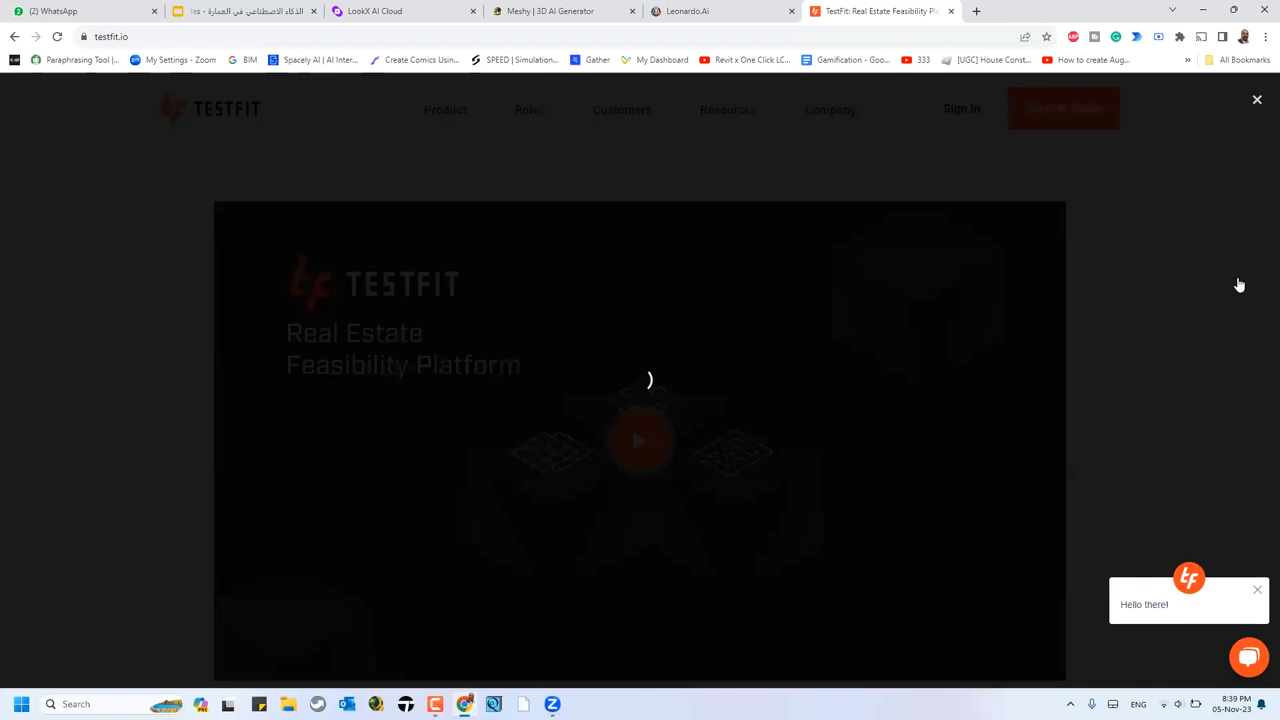 (2) WhatsApp
الذكاء الاصطناعي في العمارة - les
LookX AI Cloud
Meshy | 3D AI Generator
Leonardo.Ai
TestFit: Real Estate Feasibility Pl
testfit.io
Paraphrasing Tool |...
My Settings - Zoom
BIM
Spacely AI | AI Inter...
Create Comics Using...
SPEED | Simulation...
Gather
My Dashboard
Revit x One Click LC...
Gamification - Goo...
333
[UGC] House Const...
How to create Aug...
All Bookmarks
TESTFIT
Product
Roles
Customers
Resources
Company
Sign In
TESTFIT
Real Estate
Feasibility Platform
Hello there!
Search
ENG
8:39 PM
05-Nov-23